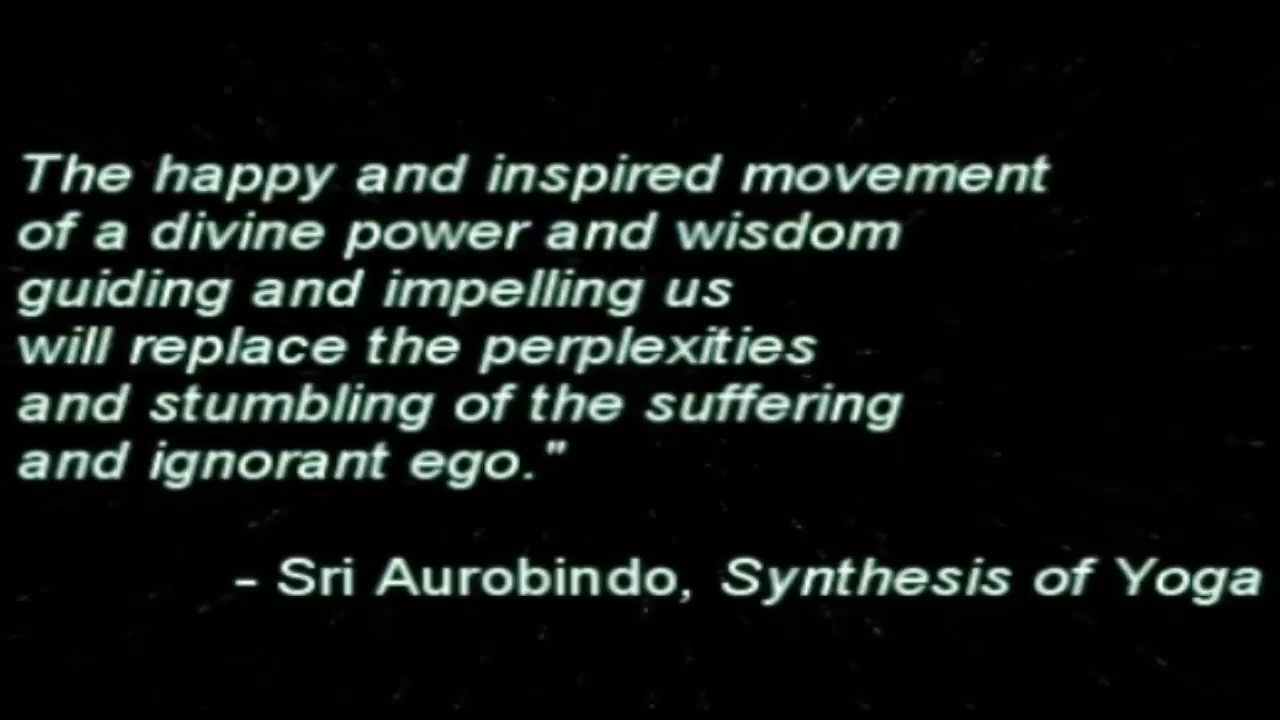 The happy and inspired movement
of a divine power and wisdom
guiding and impelling us
will replace the perplexities
and stumbling of the suffering
and ignorant ego."
- Sri Aurobindo, Synthesis of Yoga